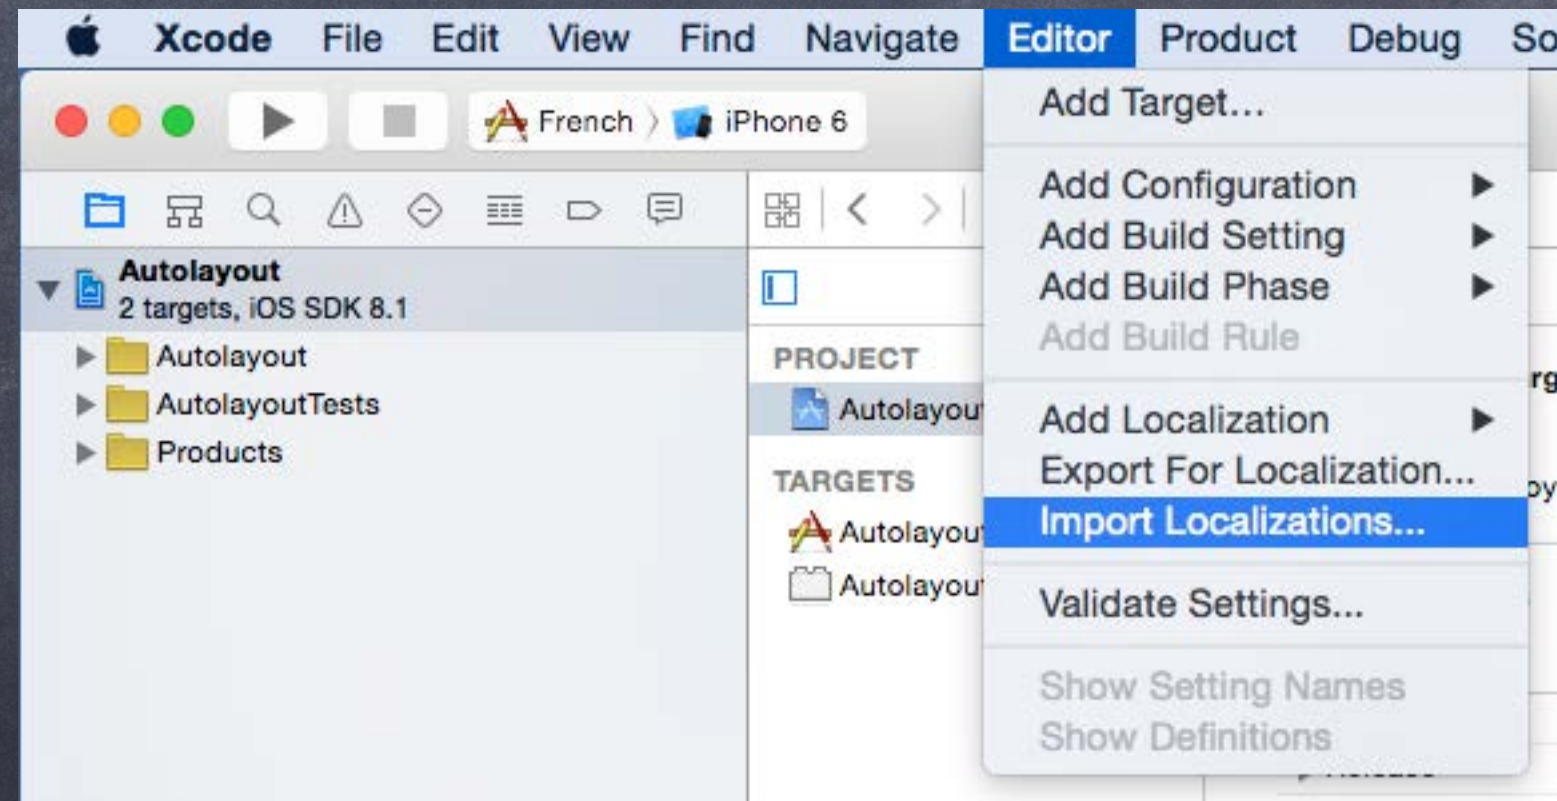 Xcode File Edit View Find Navigate Editor Product Debug
French iPhone 6
Autolayout
2 targets, iOS SDK 8.1
Autolayout
AutolayoutTests
Products
PROJECT
TARGETS
Add Target...
Add Configuration
Add Build Setting
Add Build Phase
Add Build Rule
Add Localization
Export For Localization...
Import Localizations...
Validate Settings...
Show Setting Names
Show Definitions